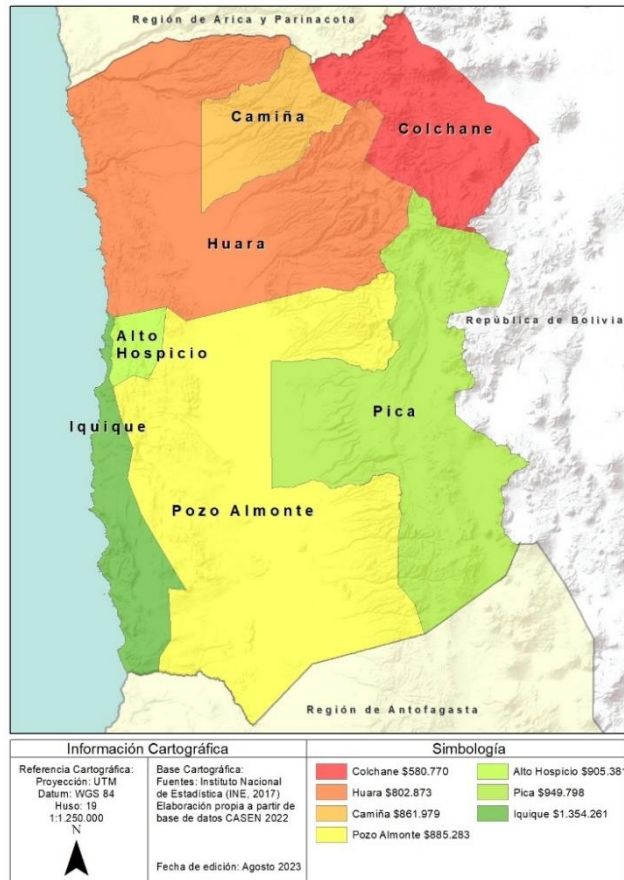 Región de Arica y Parinacota
Camiña
Colchane
Huara
República de Bolivia
Alto
Hospicio
Iquique
Pica
Pozo Almonte
Región de Antofagasta
Información Cartográfica
Referencia Cartográfica:
Proyección: UTM
Datum: WGS 84
Huso: 19
1:1.250.000
N
Base Cartográfica:
Fuentes: Instituto Nacional
de Estadística (INE, 2017)
Elaboración propia a partir de
base de datos CASEN 2022
Fecha de edición: Agosto 2023
Simbología
Colchane $580.770
Huara $802.873
Camiña $861.979
Pozo Almonte $885.283
Alto Hospicio $905.381
Pica $949.798
Iquique $1.354.261